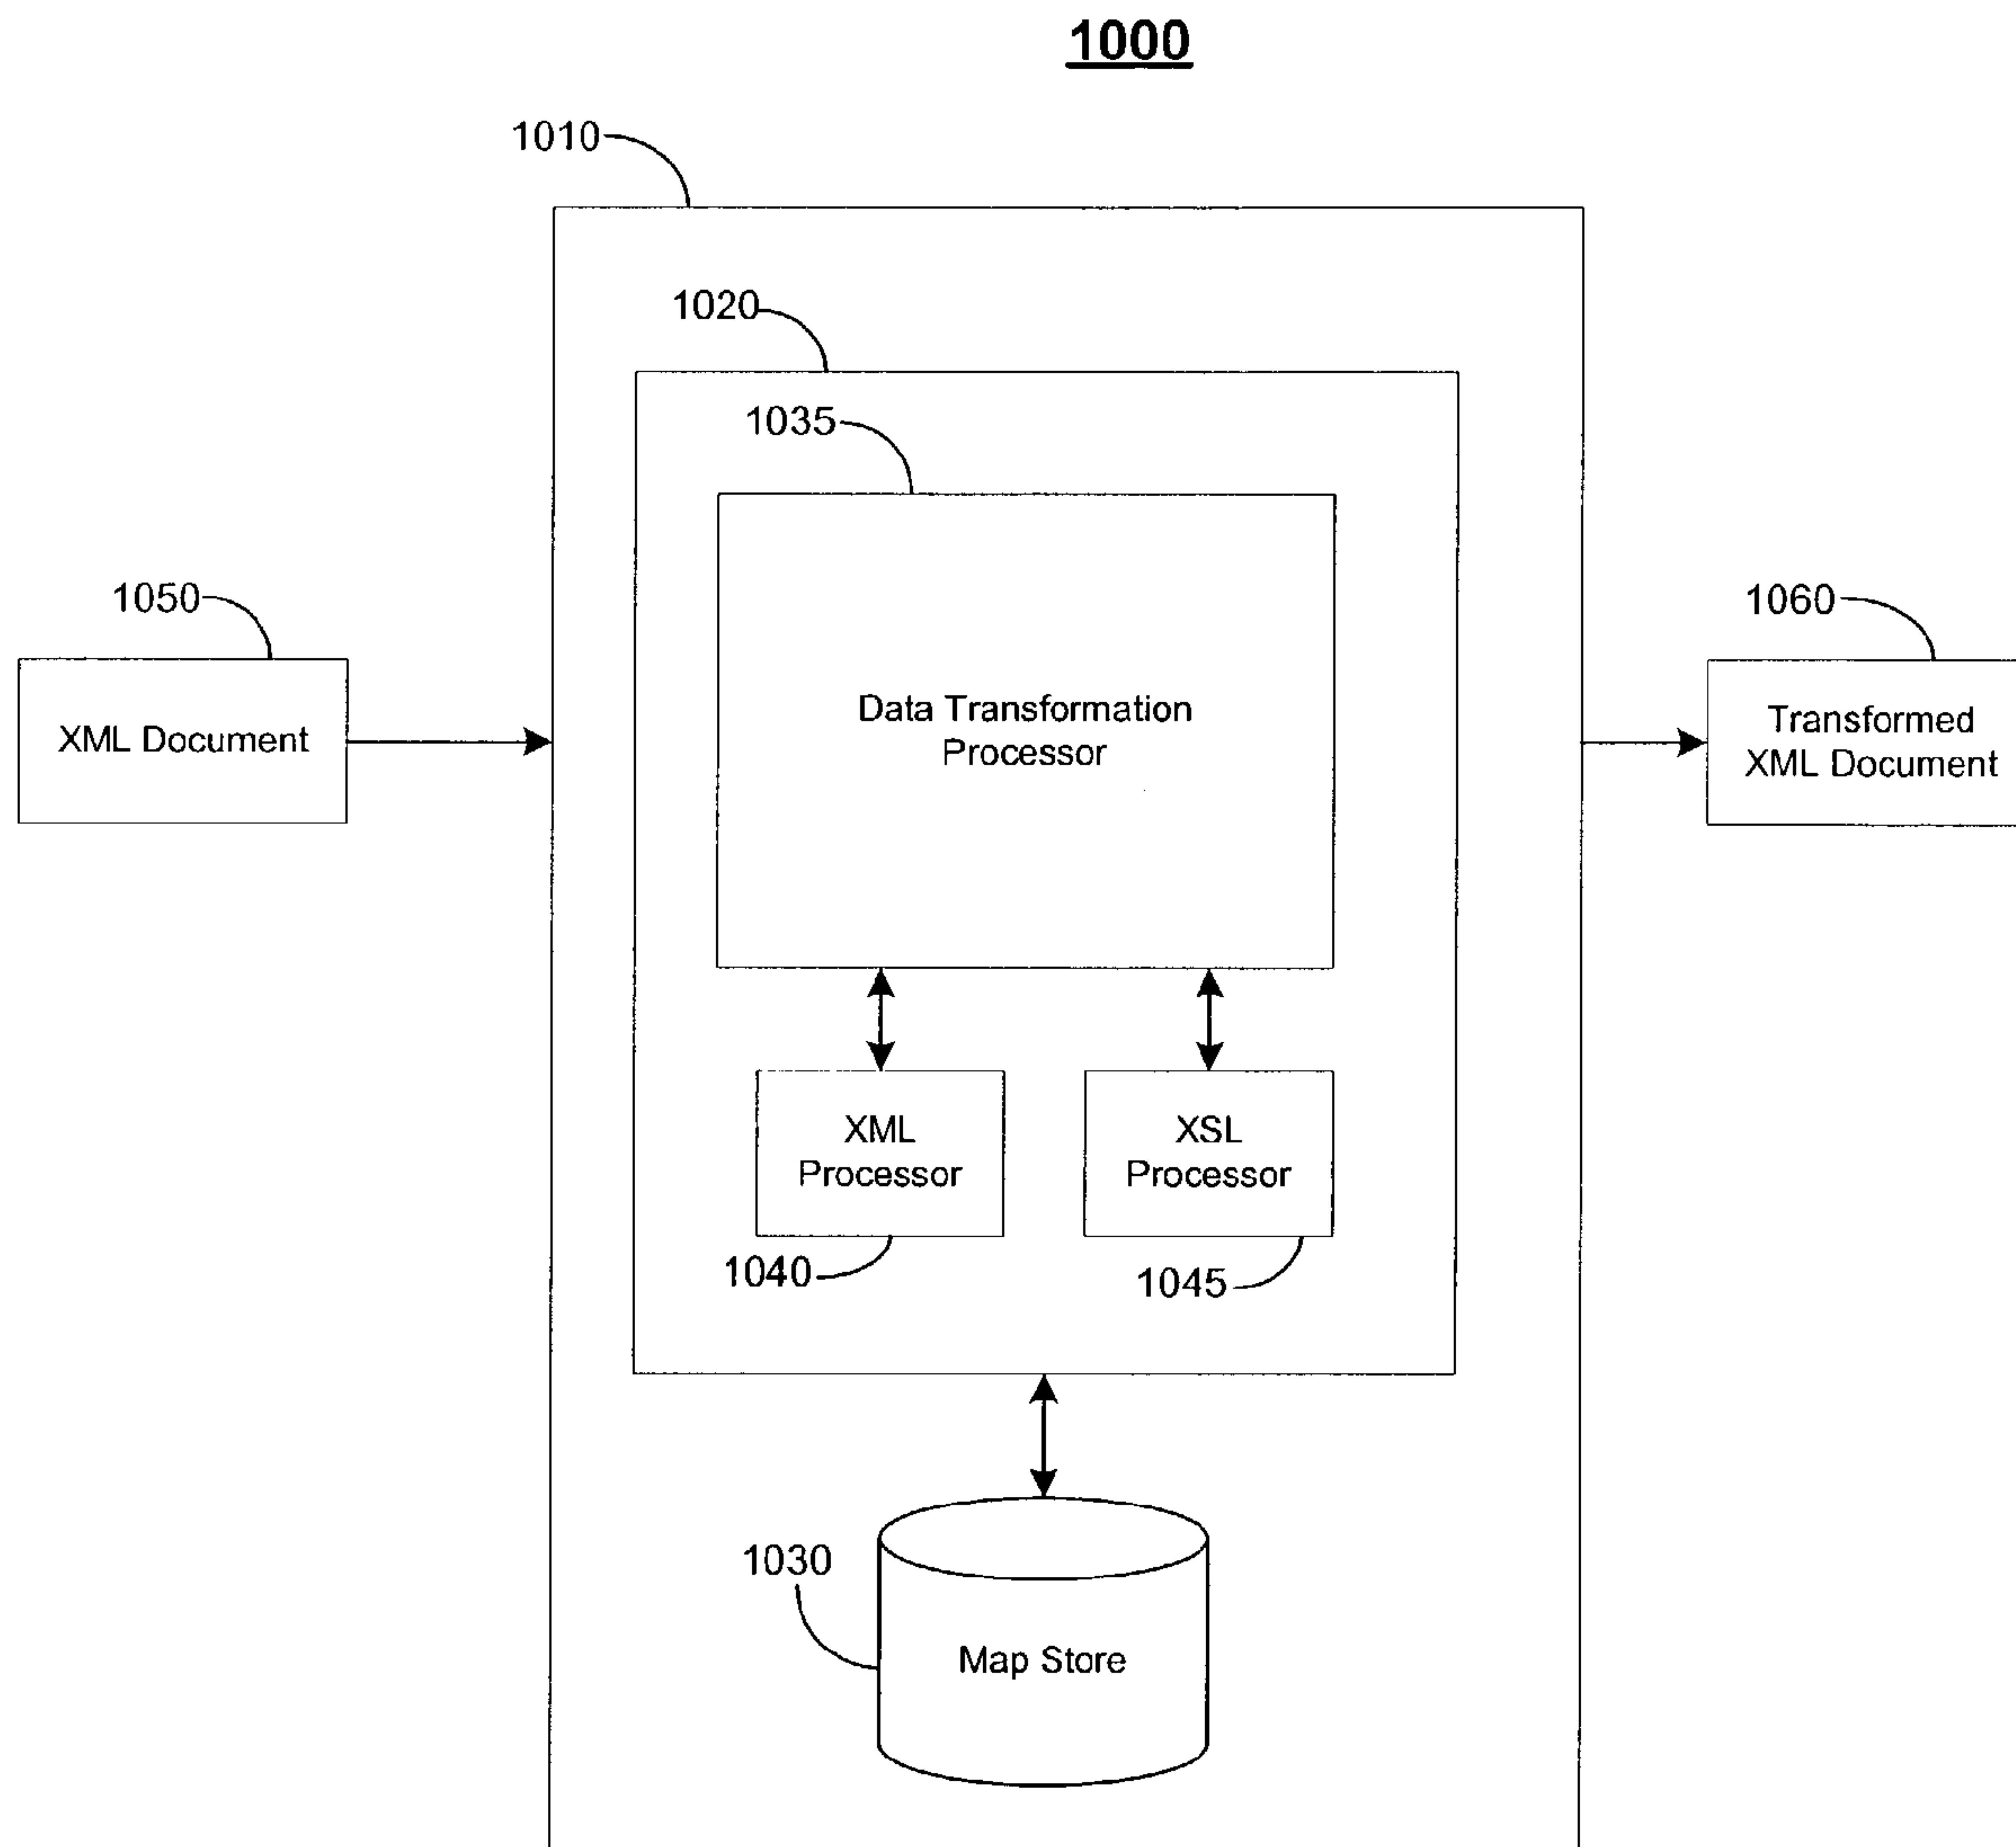 1000
1010
1020
1035
1050
1060
XML Document
Data Transformation
Processor
Transformed
XML Document
XML
Processor
XSL
Processor
1040
1045
1030
Map Store